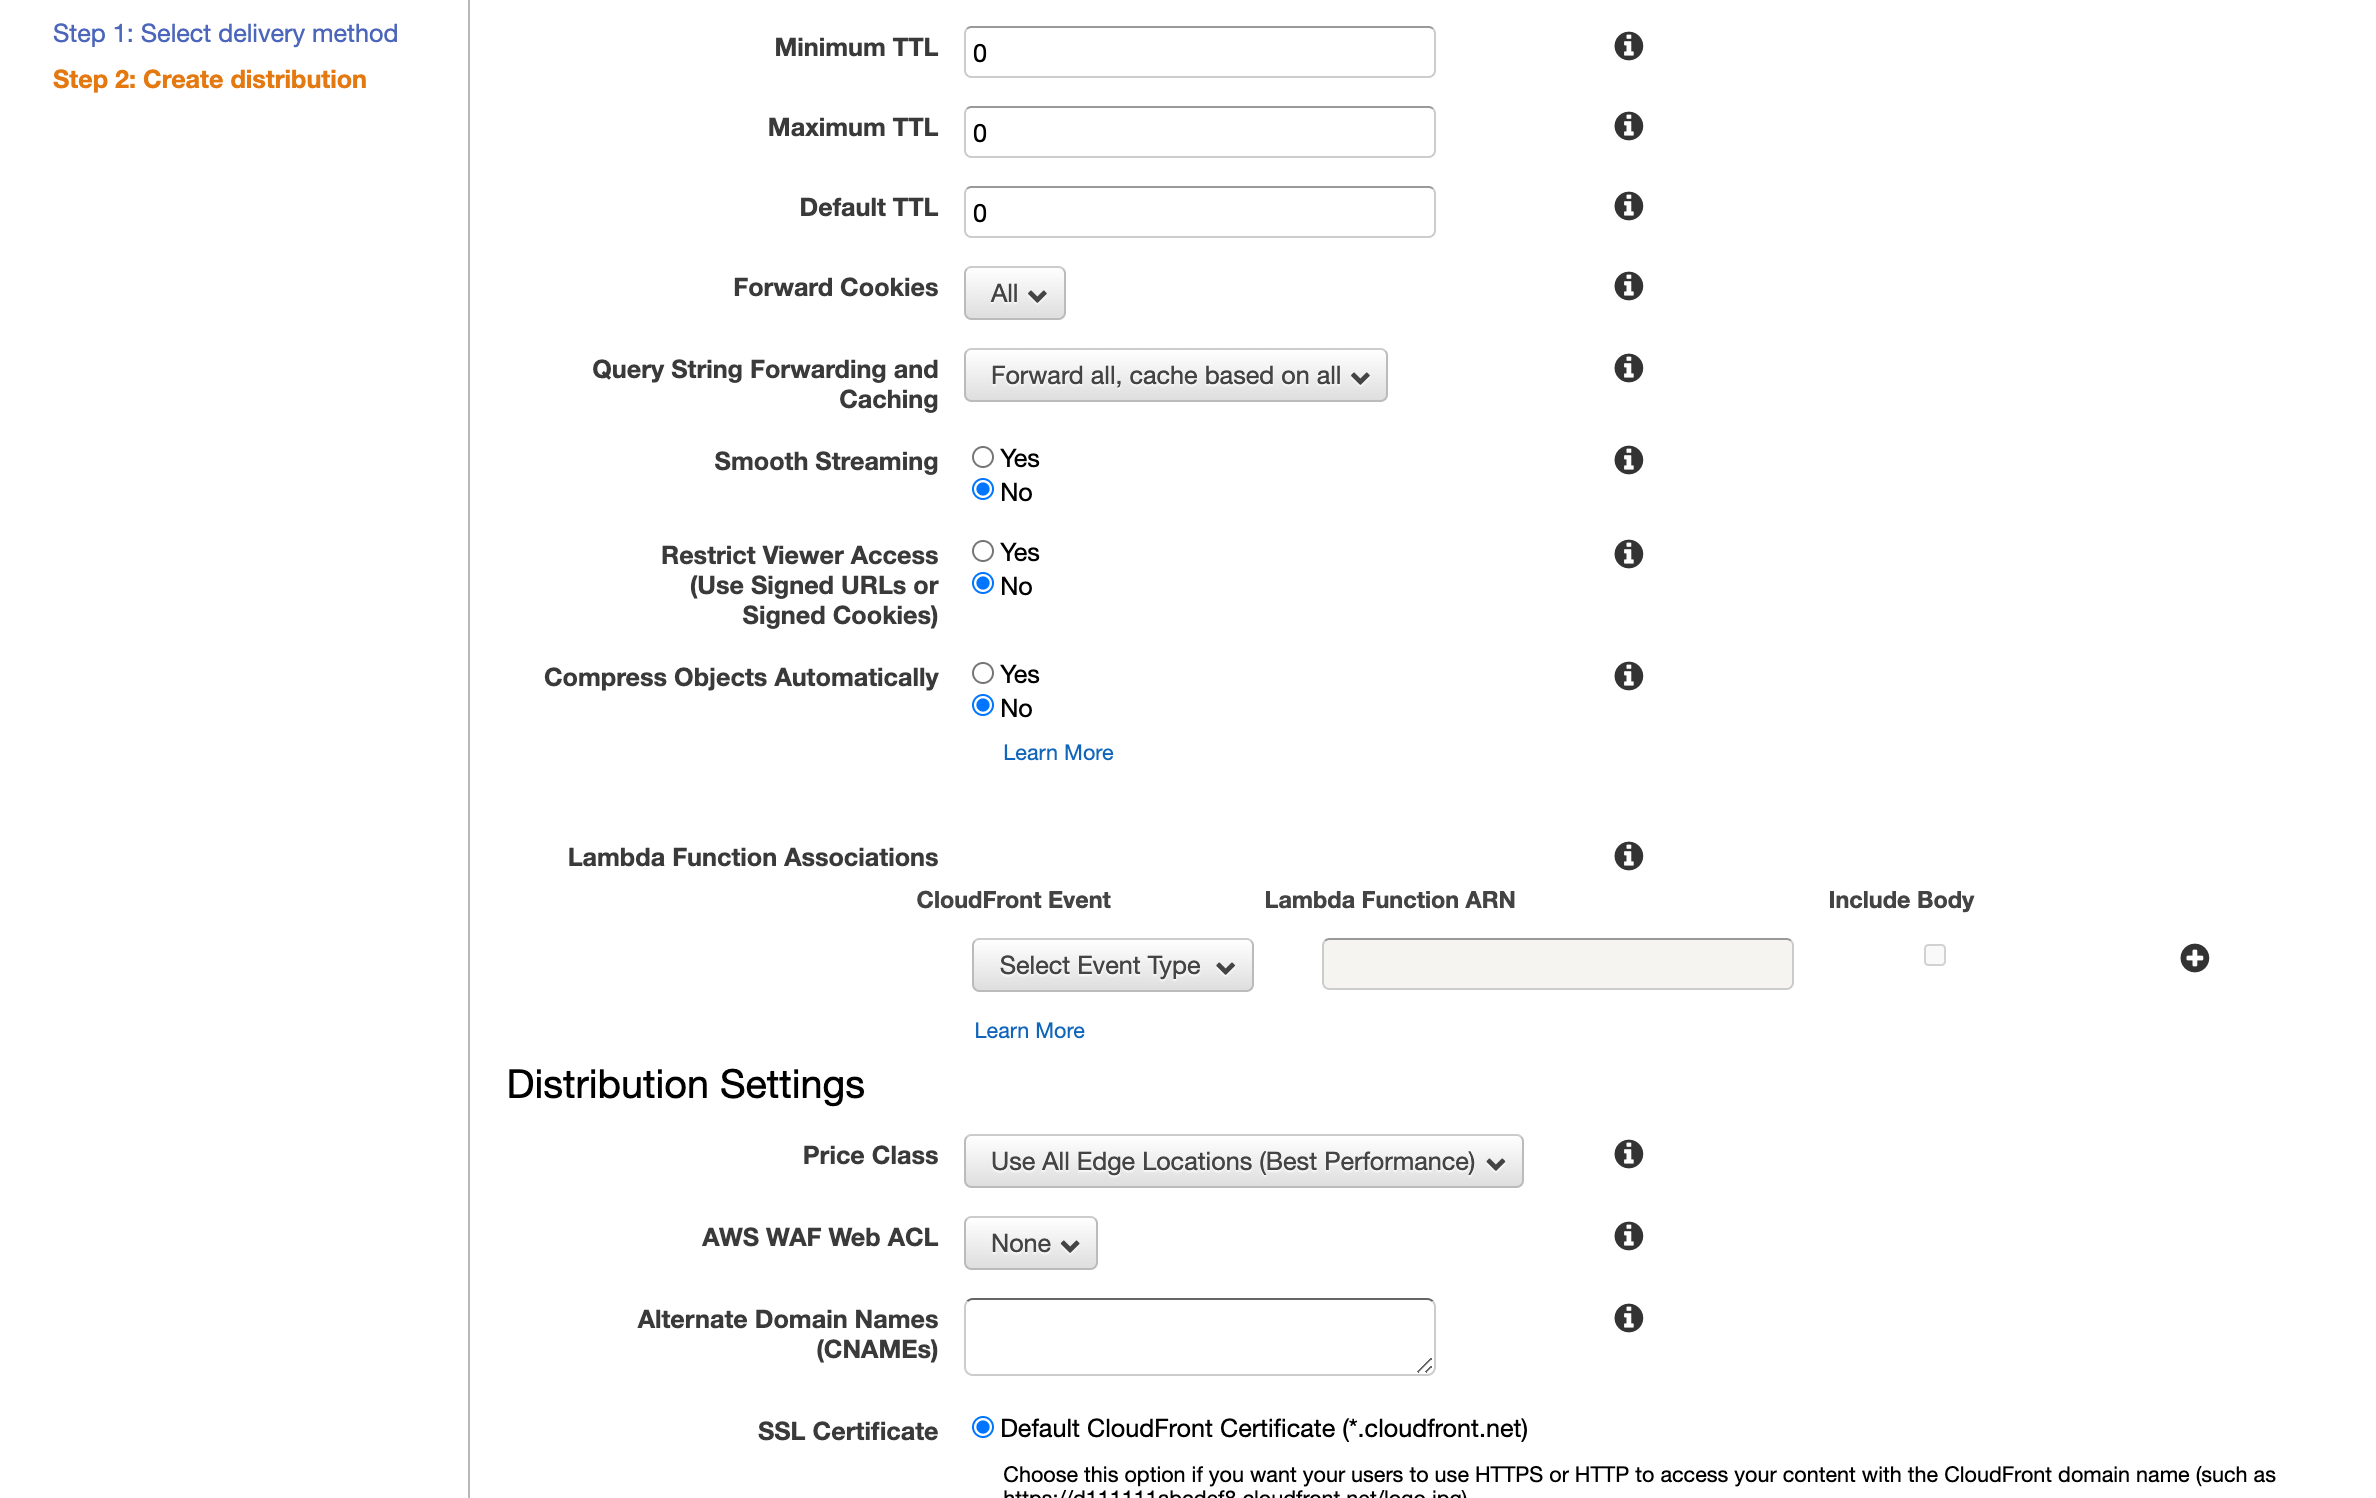 Step 1: Select delivery method
Step 2: Create distribution
Minimum TTL
0
Maximum TTL
0
Default TTL
0
Forward Cookies
All
Query String Forwarding and
Caching
Forward all, cache based on all
Smooth Streaming
Yes
No
Restrict Viewer Access
(Use Signed URLs or
Signed Cookies)
Yes
No
Compress Objects Automatically
Yes
No
Learn More
Lambda Function Associations
CloudFront Event Lambda Function ARN Include Body
Select Event Type
Learn More
Distribution Settings
Price Class
Use All Edge Locations (Best Performance)
AWS WAF Web ACL
None
Alternate Domain Names
(CNAMEs)
SSL Certificate
Default CloudFront Certificate (*.cloudfront.net)
Choose this option if you want your users to use HTTPS or HTTP to access your content with the CloudFront domain name (such as
https://d111111abcdef8.cloudfront.net/logo.jpg)